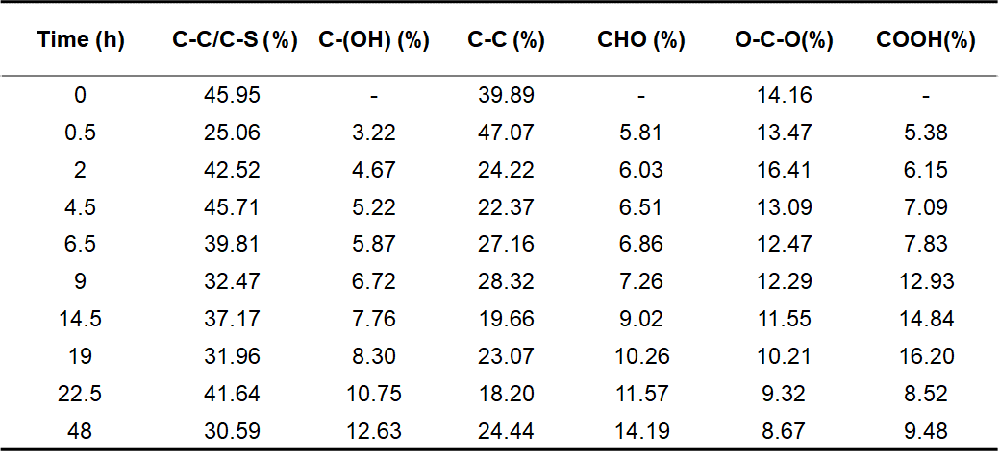 Time (h) C-C/C-S (%) C-(OH) (%) C-C (%) CHO (%) O-C-O(%) COOH(%)
0 45.95 - 39.89 - 14.16 -
0.5 25.06 3.22 47.07 5.81 13.47 5.38
2 42.52 4.67 24.22 6.03 16.41 6.15
4.5 45.71 5.22 22.37 6.51 13.09 7.09
6.5 39.81 5.87 27.16 6.86 12.47 7.83
9 32.47 6.72 28.32 7.26 12.29 12.93
14.5 37.17 7.76 19.66 9.02 11.55 14.84
19 31.96 8.30 23.07 10.26 10.21 16.20
22.5 41.64 10.75 18.20 11.57 9.32 8.52
48 30.59 12.63 24.44 14.19 8.67 9.48